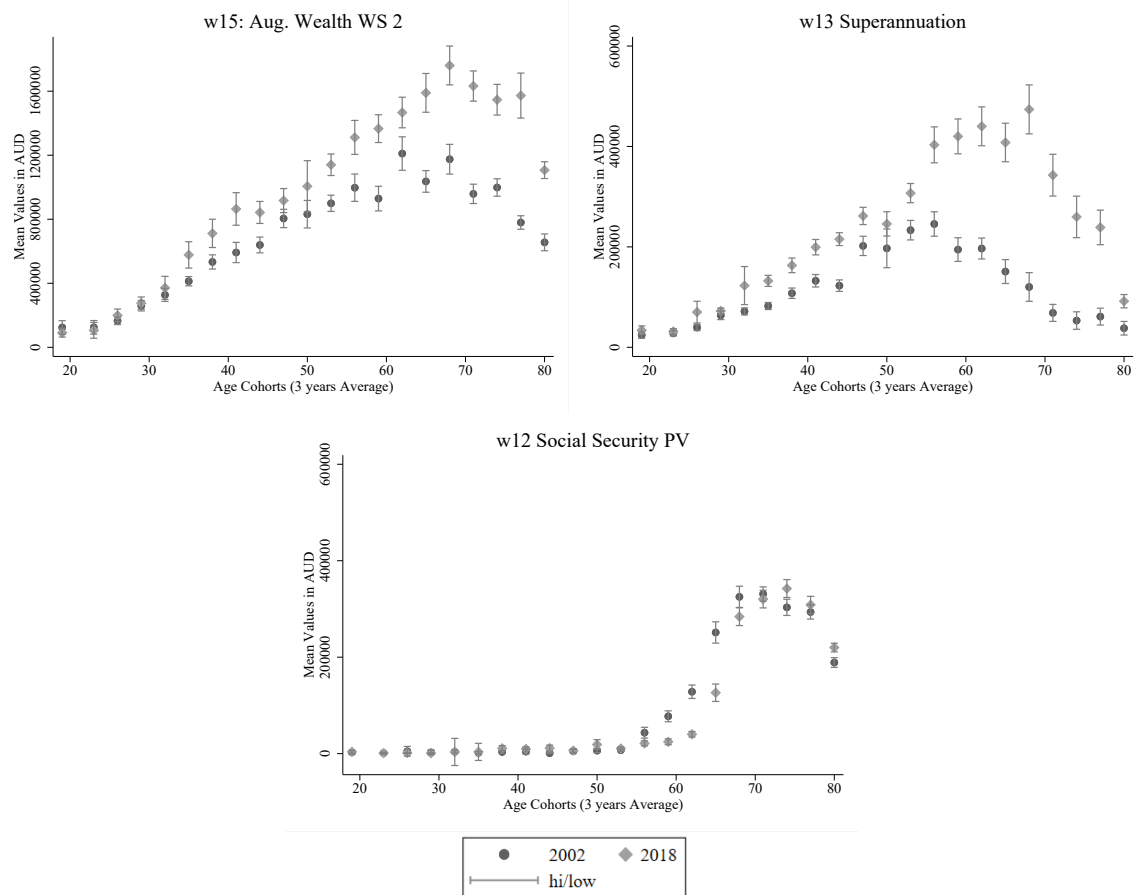 w15: Aug. Wealth WS 2
Mean Values in AUD
0 400000 800000 1200000 1600000
20 30 40 50 60 70 80
Age Cohorts (3 years Average)
w13 Superannuation
Mean Values in AUD
0 200000 400000 600000
20 30 40 50 60 70 80
Age Cohorts (3 years Average)
w12 Social Security PV
Mean Values in AUD
0 200000 400000 600000
20 30 40 50 60 70 80
Age Cohorts (3 years Average)
2002 2018
hi/low